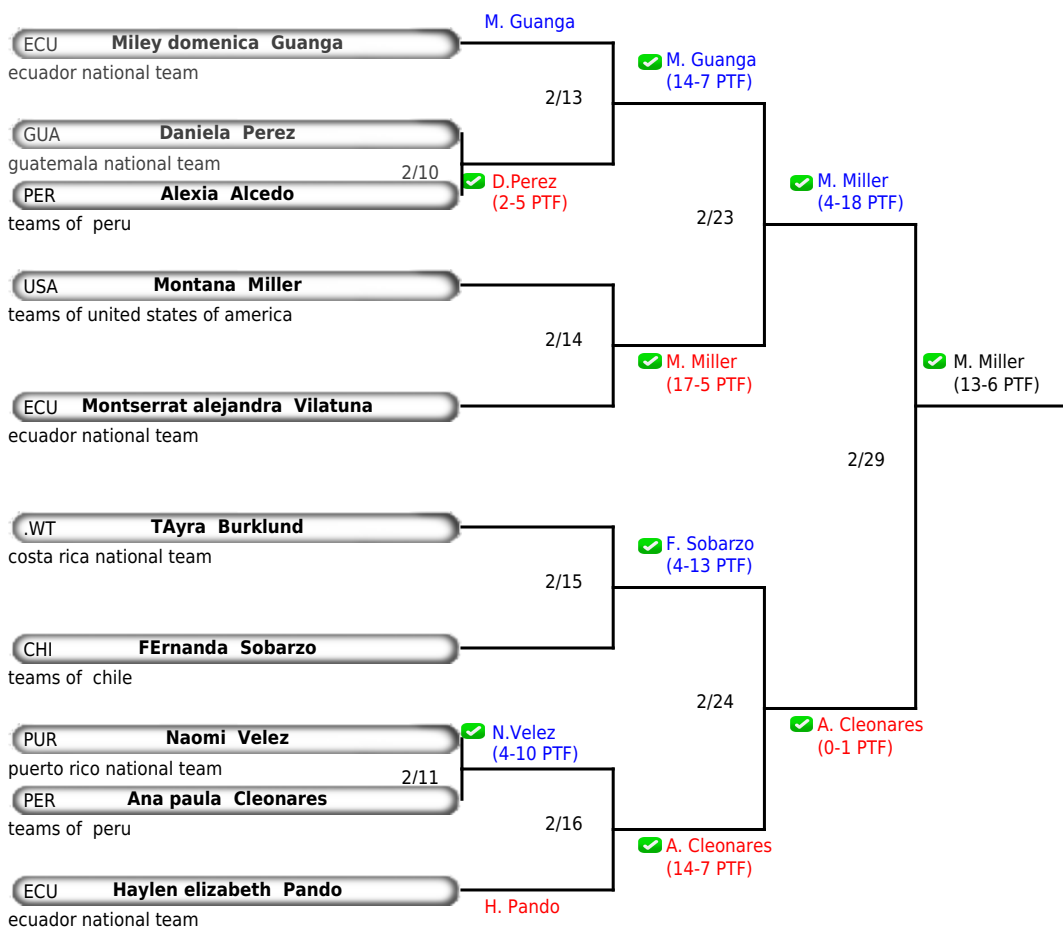 M. Guanga
ECU Miley domenica Guanga
ecuador national team
M. Guanga
(14-7 PTF)
2/13
GUA Daniela Perez
guatemala national team
2/10
D.Perez
(2-5 PTF)
PER Alexia Alcedo
teams of peru
M. Miller
(4-18 PTF)
2/23
USA Montana Miller
teams of united states of america
2/14
M. Miller
(17-5 PTF)
M. Miller
(13-6 PTF)
ECU Montserrat alejandra Vilatuna
ecuador national team
2/29
.WT TAyra Burklund
costa rica national team
F. Sobarzo
(4-13 PTF)
2/15
CHI FErnanda Sobarzo
teams of chile
2/24
A. Cleonares
(0-1 PTF)
PUR Naomi Velez
puerto rico national team
N.Velez
(4-10 PTF)
2/11
PER Ana paula Cleonares
teams of peru
2/16
A. Cleonares
(14-7 PTF)
ECU Haylen elizabeth Pando
ecuador national team
H. Pando